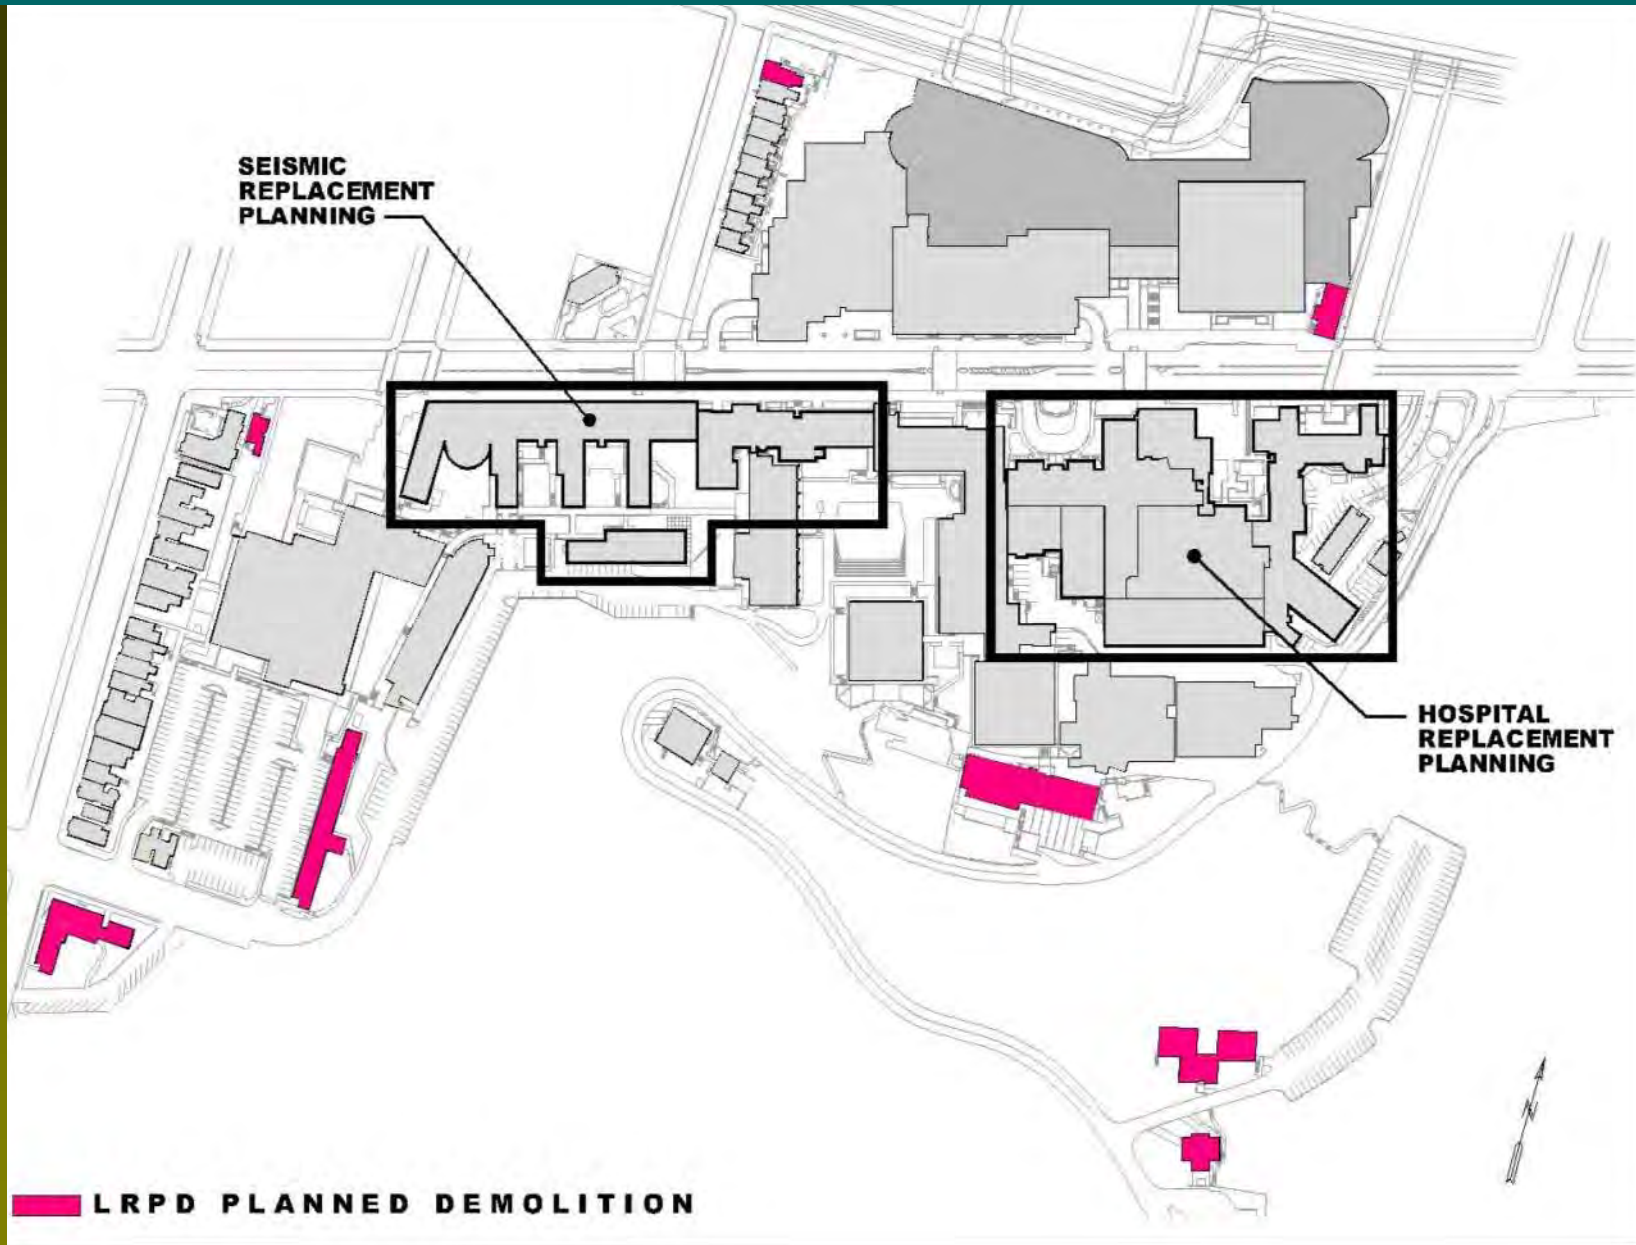 SEISMIC
REPLACEMENT
PLANNING
HOSPITAL
REPLACEMENT
PLANNING
N
LRPD PLANNED DEMOLITION